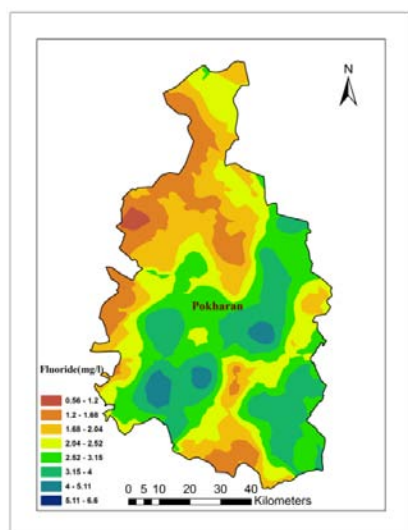 N
Pokharan
Fluoride(mg/l)
0.56 - 1.2
1.2 - 1.68
1.68 - 2.04
2.04 - 2.52
2.52 - 3.15
3.15 - 4
4 - 5.11
5.11 - 6.6
0 5 10 20 30 40
Kilometers